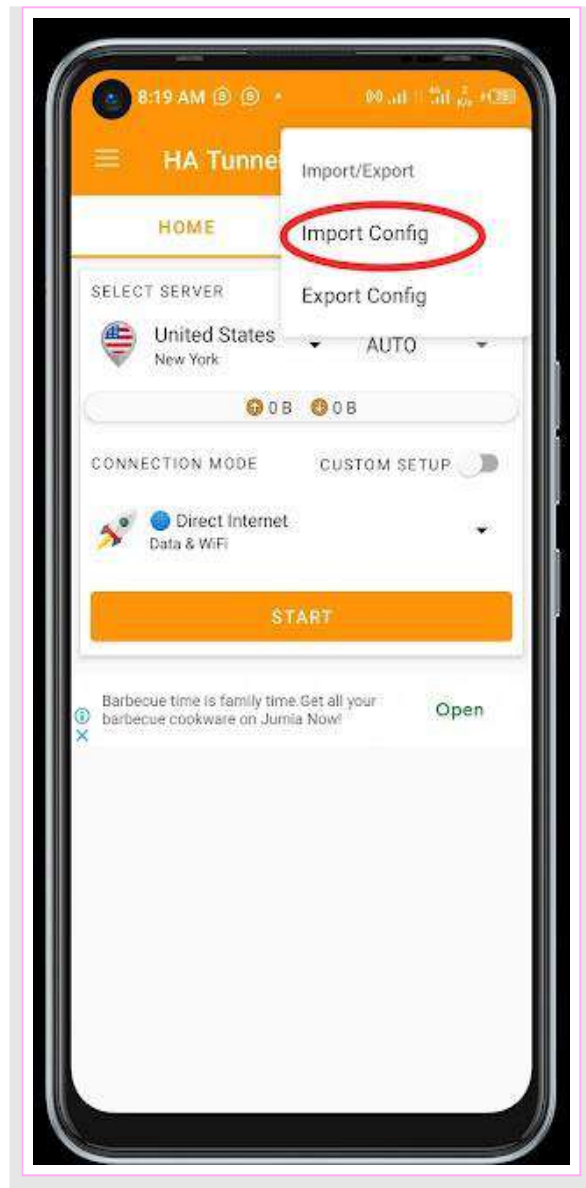 8:19 AM
HA Tunnel
Import/Export
HOME
Import Config
SELECT SERVER
Export Config
United States
AUTO
New York
0 B 0 B
CONNECTION MODE CUSTOM SETUP
Direct Internet
Data & WiFi
START
Barbecue time is family time.Get all your
barbecue cookware on Jumia Now!
Open